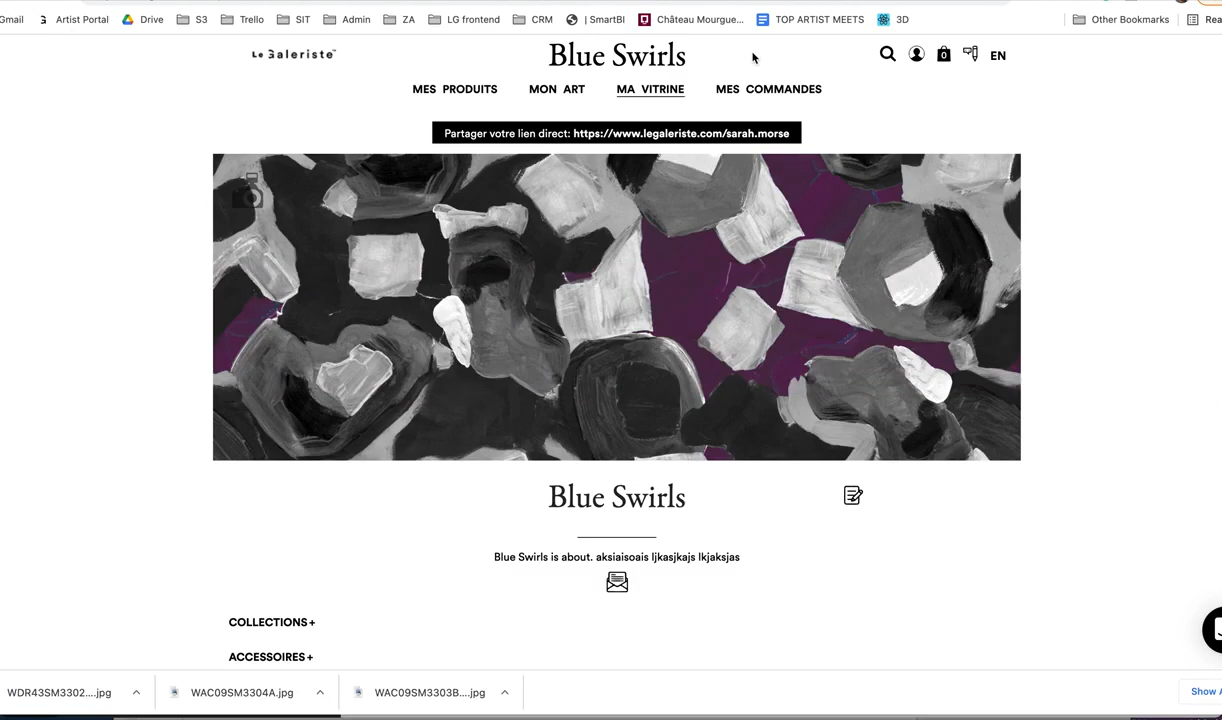 Gmail Artist Portal Drive S3 Trello SIT Admin ZA LG frontend CRM | SmartBI Château Mourgue... TOP ARTIST MEETS 3D Other Bookmarks
Le Galeriste™ Blue Swirls 0 EN
MES PRODUITS MON ART MA VITRINE MES COMMANDES
Partager votre lien direct: https://www.legaleriste.com/sarah.morse
Blue Swirls
Blue Swirls is about. aksiaisoais ljkasjkajs lkjaksjas
COLLECTIONS+
ACCESSOIRES+
WDR43SM3302....jpg WAC09SM3304A.jpg WAC09SM3303B....jpg Show